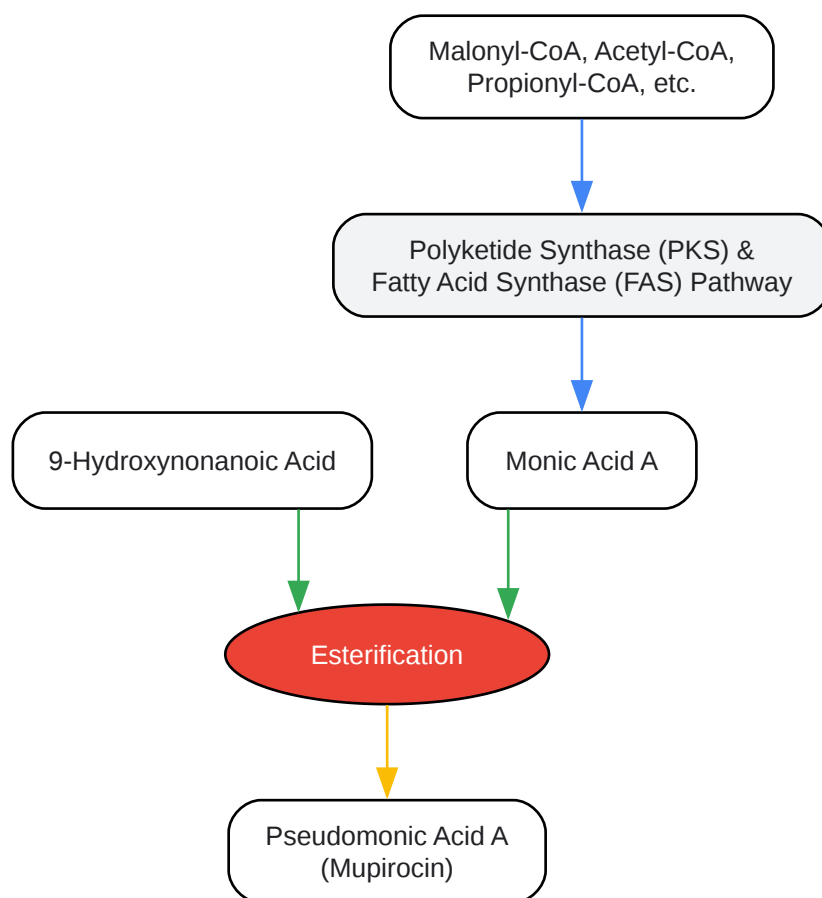 Malonyl-CoA, Acetyl-CoA,
Propionyl-CoA, etc.
Polyketide Synthase (PKS) &
Fatty Acid Synthase (FAS) Pathway
9-Hydroxynonanoic Acid
Monic Acid A
Esterification
Pseudomonic Acid A
(Mupirocin)